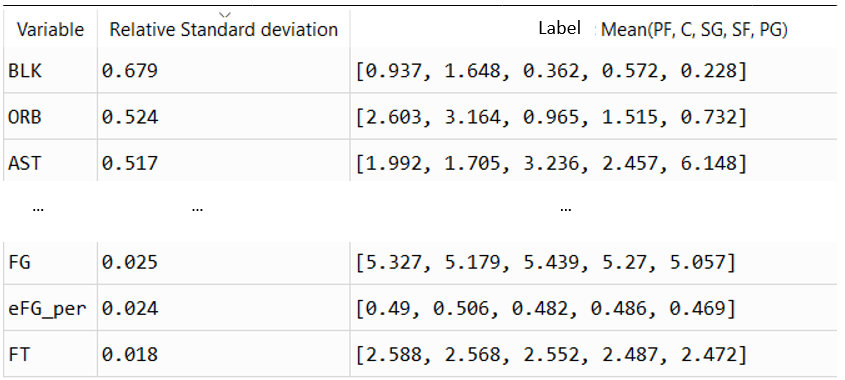 Variable Relative Standard deviation Label : Mean(PF, C, SG, SF, PG)
BLK 0.679 [0.937, 1.648, 0.362, 0.572, 0.228]
ORB 0.524 [2.603, 3.164, 0.965, 1.515, 0.732]
AST 0.517 [1.992, 1.705, 3.236, 2.457, 6.148]
... ... ...
FG 0.025 [5.327, 5.179, 5.439, 5.27, 5.057]
eFG_per 0.024 [0.49, 0.506, 0.482, 0.486, 0.469]
FT 0.018 [2.588, 2.568, 2.552, 2.487, 2.472]